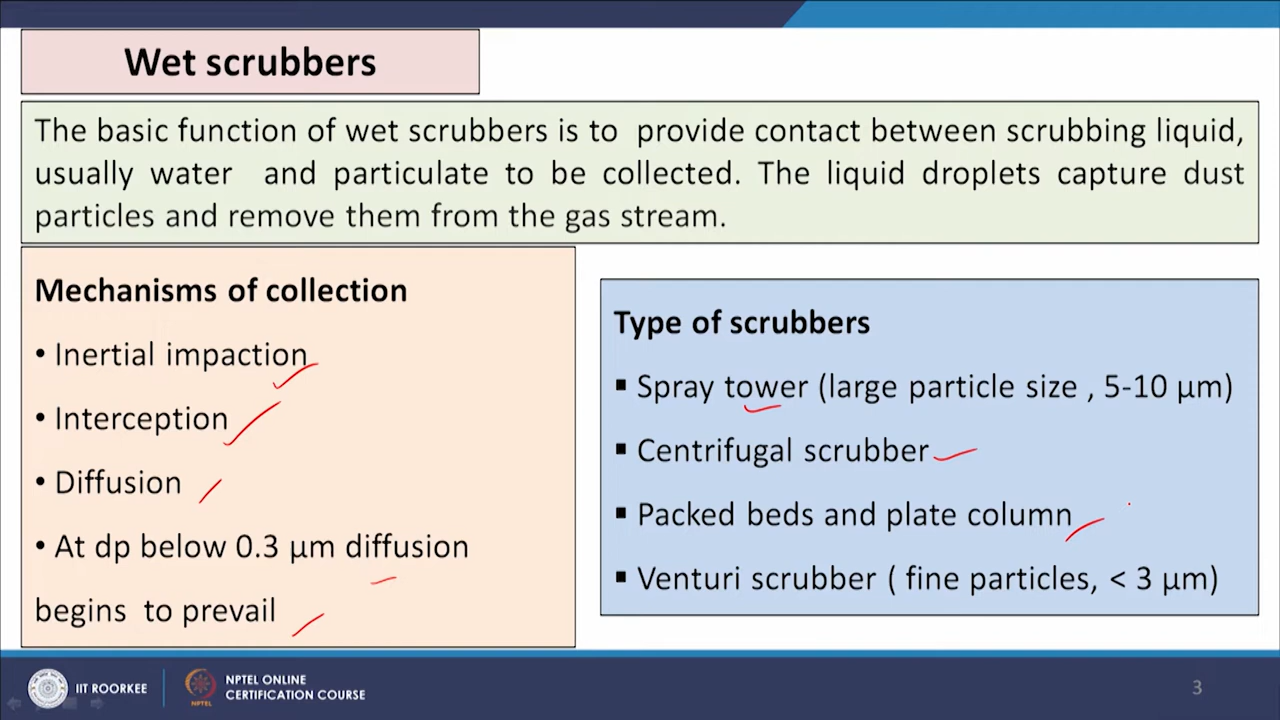 Wet scrubbers
The basic function of wet scrubbers is to provide contact between scrubbing liquid,
usually water and particulate to be collected. The liquid droplets capture dust
particles and remove them from the gas stream.
Mechanisms of collection
• Inertial impaction
• Interception
• Diffusion
• At dp below 0.3 µm diffusion
begins to prevail
Type of scrubbers
▪ Spray tower (large particle size , 5-10 µm)
▪ Centrifugal scrubber
▪ Packed beds and plate column
▪ Venturi scrubber ( fine particles, < 3 µm)
IIT ROORKEE
NPTEL
NPTEL ONLINE
CERTIFICATION COURSE
3